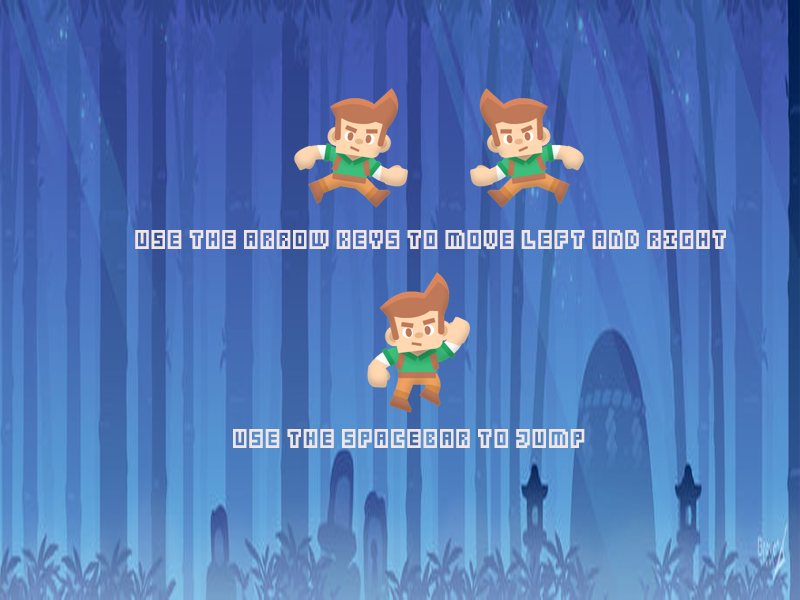 USE THE ARROW KEYS TO MOVE LEFT AND RIGHT
USE THE SPACEBAR TO JUMP